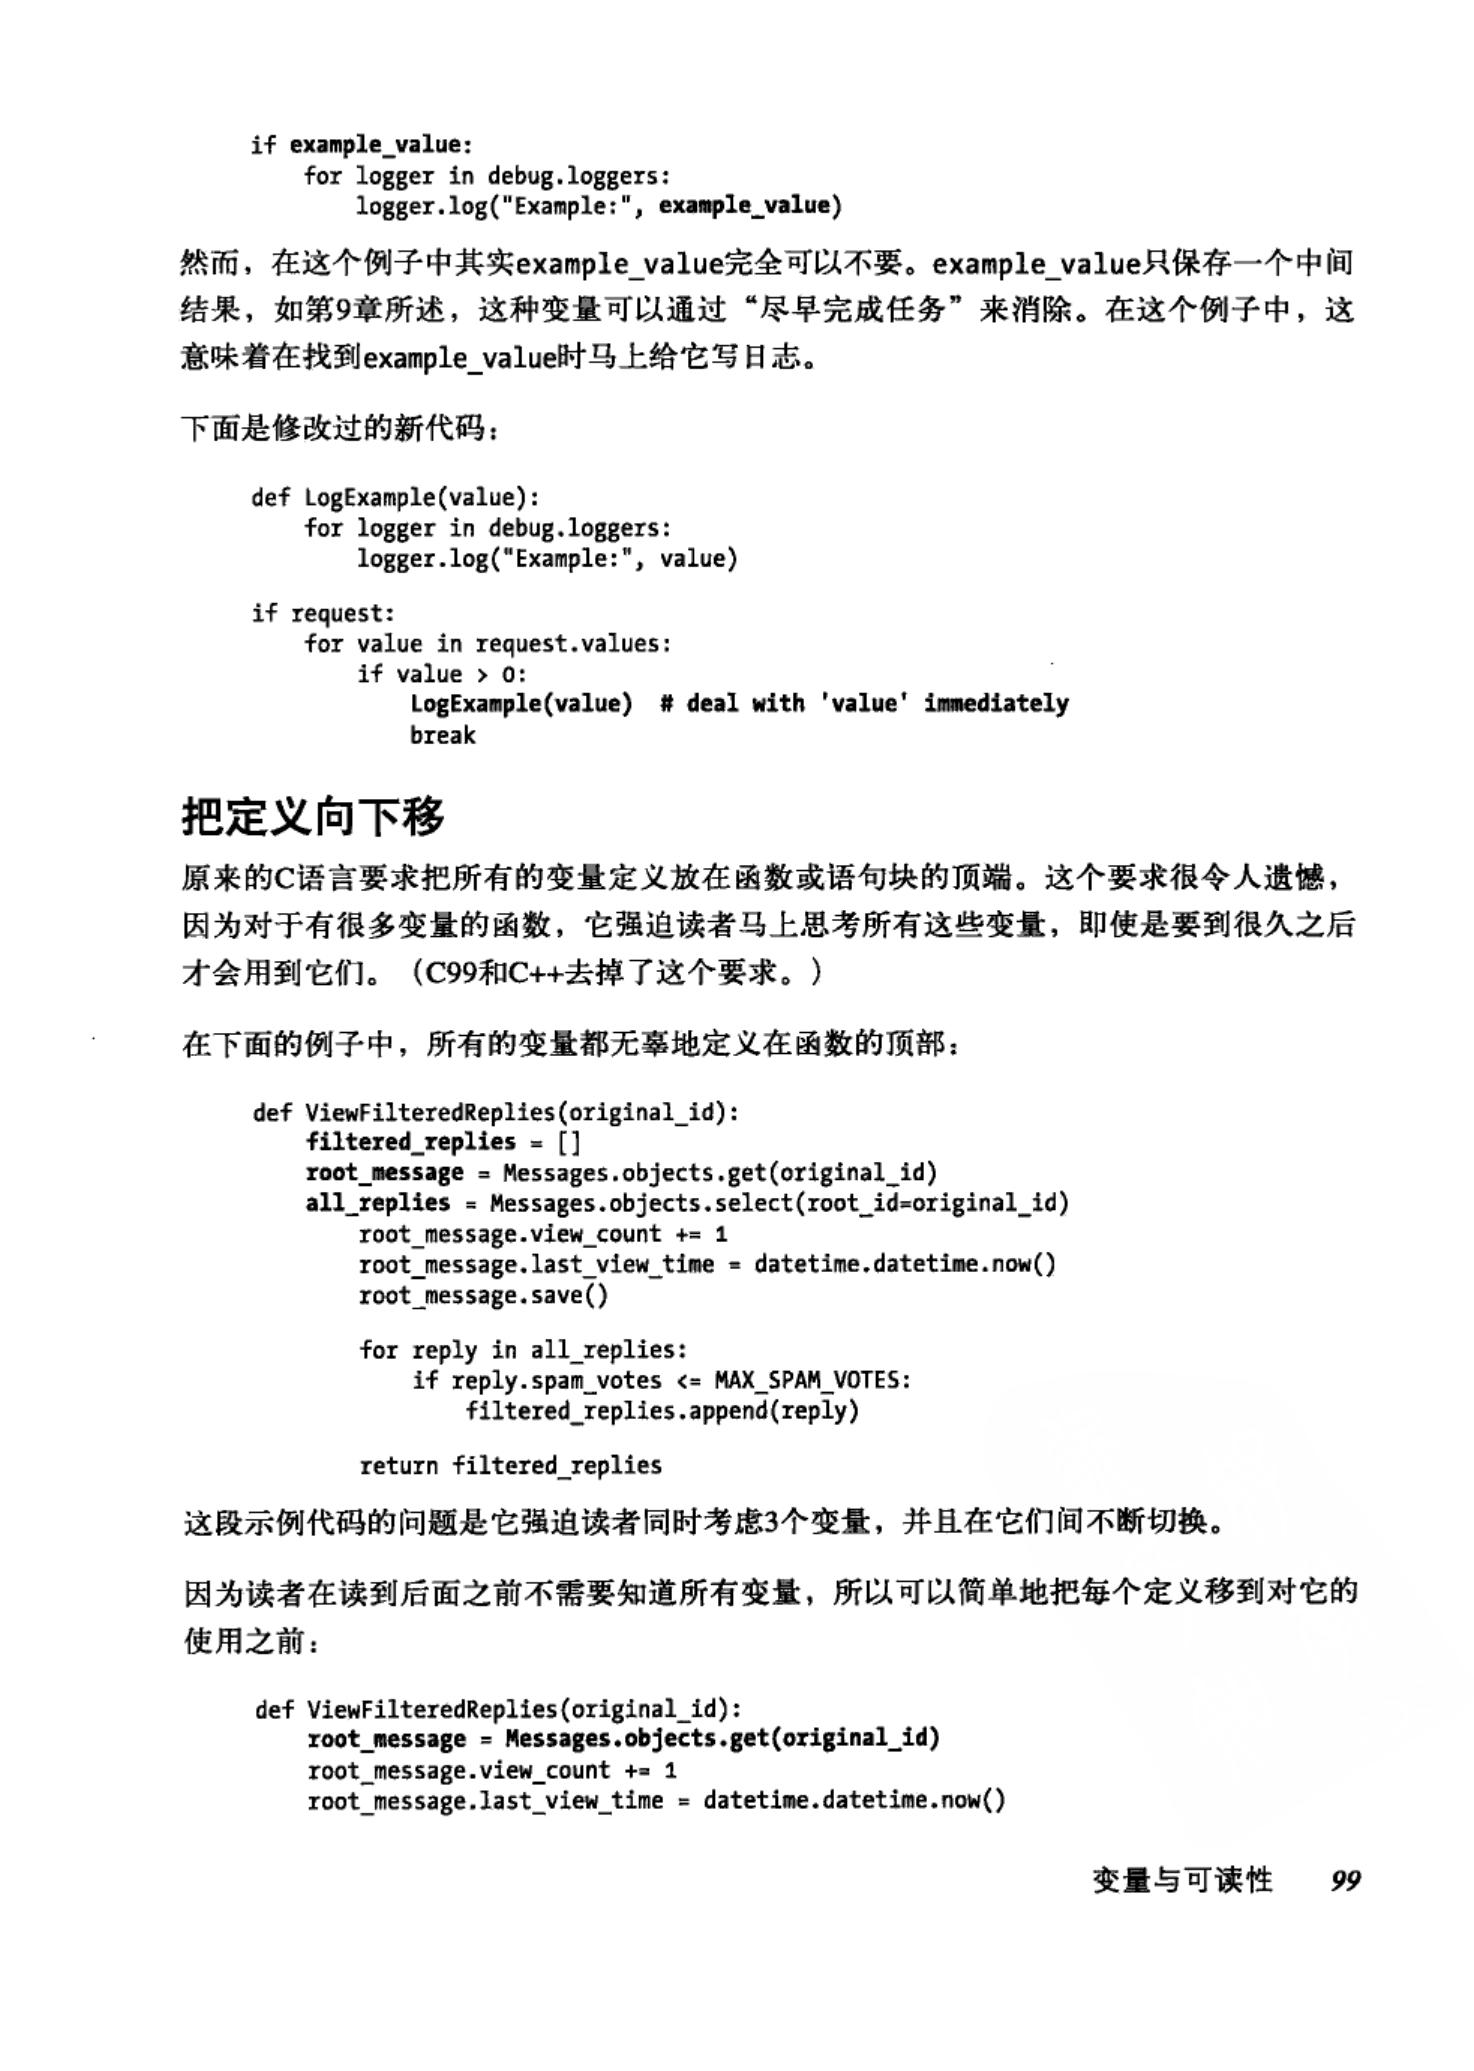 if example_value:
    for logger in debug.loggers:
        logger.log("Example:", example_value)
然而，在这个例子中其实example_value完全可以不要。example_value只保存一个中间
结果，如第9章所述，这种变量可以通过“尽早完成任务”来消除。在这个例子中，这
意味着在找到example_value时马上给它写日志。
下面是修改过的新代码：
def LogExample(value):
    for logger in debug.loggers:
        logger.log("Example:", value)
if request:
    for value in request.values:
        if value > 0:
            LogExample(value)  # deal with 'value' immediately
            break
把定义向下移
原来的C语言要求把所有的变量定义放在函数或语句块的顶端。这个要求很令人遗憾，
因为对于有很多变量的函数，它强迫读者马上思考所有这些变量，即使是要到很久之后
才会用到它们。（C99和C++去掉了这个要求。）
在下面的例子中，所有的变量都无辜地定义在函数的顶部：
def ViewFilteredReplies(original_id):
    filtered_replies = []
    root_message = Messages.objects.get(original_id)
    all_replies = Messages.objects.select(root_id=original_id)
        root_message.view_count += 1
        root_message.last_view_time = datetime.datetime.now()
        root_message.save()
        for reply in all_replies:
            if reply.spam_votes <= MAX_SPAM_VOTES:
                filtered_replies.append(reply)
        return filtered_replies
这段示例代码的问题是它强迫读者同时考虑3个变量，并且在它们间不断切换。
因为读者在读到后面之前不需要知道所有变量，所以可以简单地把每个定义移到对它的
使用之前：
def ViewFilteredReplies(original_id):
    root_message = Messages.objects.get(original_id)
    root_message.view_count += 1
    root_message.last_view_time = datetime.datetime.now()
变量与可读性 99